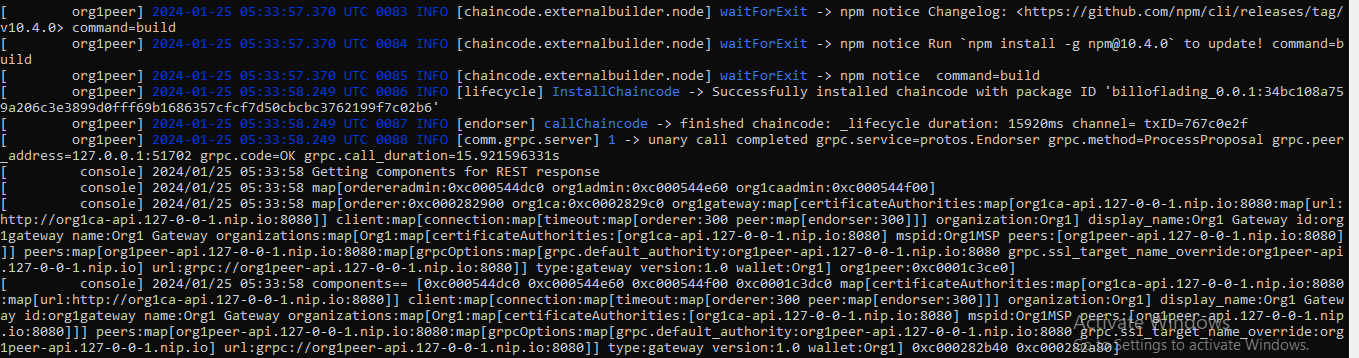 [        org1peer] 2024-01-25 05:33:57.370 UTC 0083 INFO [chaincode.externalbuilder.node] waitForExit -> npm notice Changelog: <https://github.com/npm/cli/releases/tag/
v10.4.0> command=build
[        org1peer] 2024-01-25 05:33:57.370 UTC 0084 INFO [chaincode.externalbuilder.node] waitForExit -> npm notice Run `npm install -g npm@10.4.0` to update! command=b
uild
[        org1peer] 2024-01-25 05:33:57.370 UTC 0085 INFO [chaincode.externalbuilder.node] waitForExit -> npm notice  command=build
[        org1peer] 2024-01-25 05:33:58.249 UTC 0086 INFO [lifecycle] InstallChaincode -> Successfully installed chaincode with package ID 'billoflading_0.0.1:34bc108a75
9a206c3e3899d0fff69b1686357cfcf7d50cbcbc3762199f7c02b6'
[        org1peer] 2024-01-25 05:33:58.249 UTC 0087 INFO [endorser] callChaincode -> finished chaincode: _lifecycle duration: 15920ms channel= txID=767c0e2f
[        org1peer] 2024-01-25 05:33:58.249 UTC 0088 INFO [comm.grpc.server] 1 -> unary call completed grpc.service=protos.Endorser grpc.method=ProcessProposal grpc.peer
_address=127.0.0.1:51702 grpc.code=OK grpc.call_duration=15.921596331s
[         console] 2024/01/25 05:33:58 Getting components for REST response
[         console] 2024/01/25 05:33:58 map[ordereradmin:0xc000544dc0 org1admin:0xc000544e60 org1caadmin:0xc000544f00]
[         console] 2024/01/25 05:33:58 map[orderer:0xc000282900 org1ca:0xc0002829c0 org1gateway:map[certificateAuthorities:map[org1ca-api.127-0-0-1.nip.io:8080:map[url:
http://org1ca-api.127-0-0-1.nip.io:8080]] client:map[connection:map[timeout:map[orderer:300 peer:map[endorser:300]]] organization:Org1] display_name:Org1 Gateway id:or
g1gateway name:Org1 Gateway organizations:map[Org1:map[certificateAuthorities:[org1ca-api.127-0-0-1.nip.io:8080] mspid:Org1MSP peers:[org1peer-api.127-0-0-1.nip.io:8080]
]] peers:map[org1peer-api.127-0-0-1.nip.io:8080:map[grpcOptions:map[grpc.default_authority:org1peer-api.127-0-0-1.nip.io:8080 grpc.ssl_target_name_override:org1peer-api
.127-0-0-1.nip.io] url:grpc://org1peer-api.127-0-0-1.nip.io:8080]] type:gateway version:1.0 wallet:Org1] org1peer:0xc0001c3ce0]
[         console] 2024/01/25 05:33:58 components== [0xc000544dc0 0xc000544e60 0xc000544f00 0xc0001c3dc0 map[certificateAuthorities:map[org1ca-api.127-0-0-1.nip.io:8080
:map[url:http://org1ca-api.127-0-0-1.nip.io:8080]] client:map[connection:map[timeout:map[orderer:300 peer:map[endorser:300]]] organization:Org1] display_name:Org1 Gatew
ay id:org1gateway name:Org1 Gateway organizations:map[Org1:map[certificateAuthorities:[org1ca-api.127-0-0-1.nip.io:8080] mspid:Org1MSP peers:[org1peer-api.127-0-0-1.nip
.io:8080]]] peers:map[org1peer-api.127-0-0-1.nip.io:8080:map[grpcOptions:map[grpc.default_authority:org1peer-api.127-0-0-1.nip.io:8080 grpc.ssl_target_name_override:org
1peer-api.127-0-0-1.nip.io] url:grpc://org1peer-api.127-0-0-1.nip.io:8080]] type:gateway version:1.0 wallet:Org1] 0xc000282b40 0xc000282a80]
Activate Windows
Go to Settings to activate Windows.